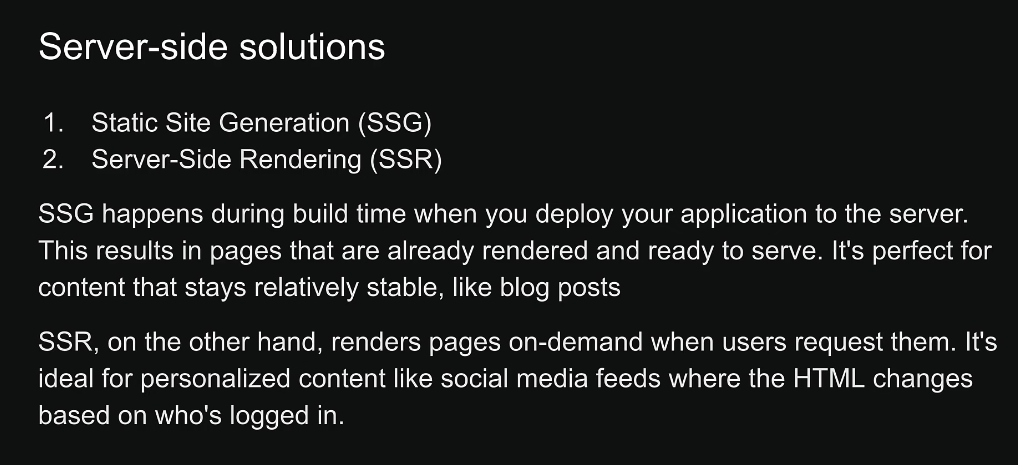 Server-side solutions
1. Static Site Generation (SSG)
2. Server-Side Rendering (SSR)
SSG happens during build time when you deploy your application to the server.
This results in pages that are already rendered and ready to serve. It's perfect for
content that stays relatively stable, like blog posts
SSR, on the other hand, renders pages on-demand when users request them. It's
ideal for personalized content like social media feeds where the HTML changes
based on who's logged in.